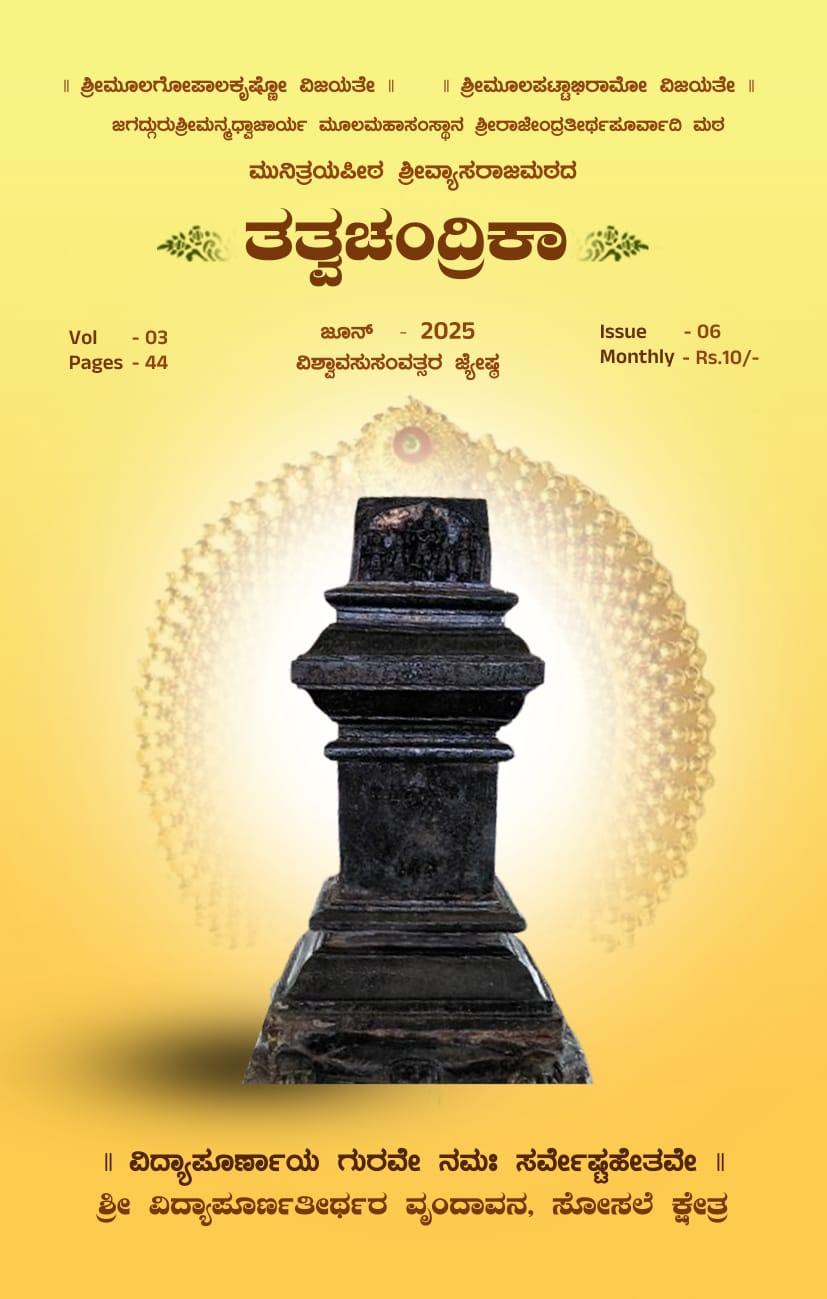 ॥ ಶ್ರೀಮೂಲಗೋಪಾಲಕೃಷ್ಣೋ ವಿಜಯತೇ ॥ ॥ ಶ್ರೀಮೂಲಪಟ್ಟಾಭಿರಾಮೋ ವಿಜಯತೇ ॥
ಜಗದ್ಗುರುಶ್ರೀಮನ್ಮಧ್ವಾಚಾರ್ಯ ಮೂಲಮಹಾಸಂಸ್ಥಾನ ಶ್ರೀರಾಜೇಂದ್ರತೀರ್ಥಪೂರ್ವಾದಿ ಮಠ
ಮುನಿತ್ರಯಪೀಠ ಶ್ರೀವ್ಯಾಸರಾಜಮಠದ
ತತ್ವಚಂದ್ರಿಕಾ
Vol - 03
Pages - 44
ಜೂನ್ - 2025
ವಿಶ್ವಾವಸುಸಂವತ್ಸರ ಜ್ಯೇಷ್ಠ
Issue - 06
Monthly - Rs.10/-
॥ ವಿದ್ಯಾಪೂರ್ಣಾಯ ಗುರವೇ ನಮಃ ಸರ್ವೇಷ್ಟಹೇತವೇ ॥
ಶ್ರೀ ವಿದ್ಯಾಪೂರ್ಣತೀರ್ಥರ ವೃಂದಾವನ, ಸೋಸಲೆ ಕ್ಷೇತ್ರ